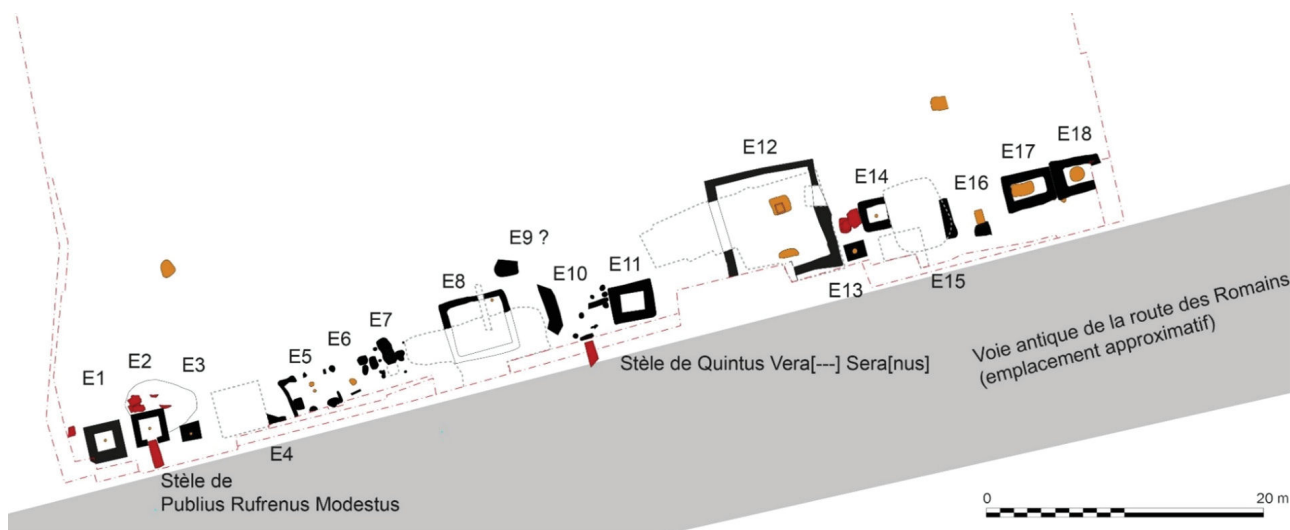 E1
E2
E3
E4
E5
E6
E7
E8
E9 ?
E10
E11
E12
E13
E14
E15
E16
E17
E18
Stèle de
Publius Rufrenus Modestus
Stèle de Quintus Vera[---] Sera[nus]
Voie antique de la route des Romains
(emplacement approximatif)
0
20 m